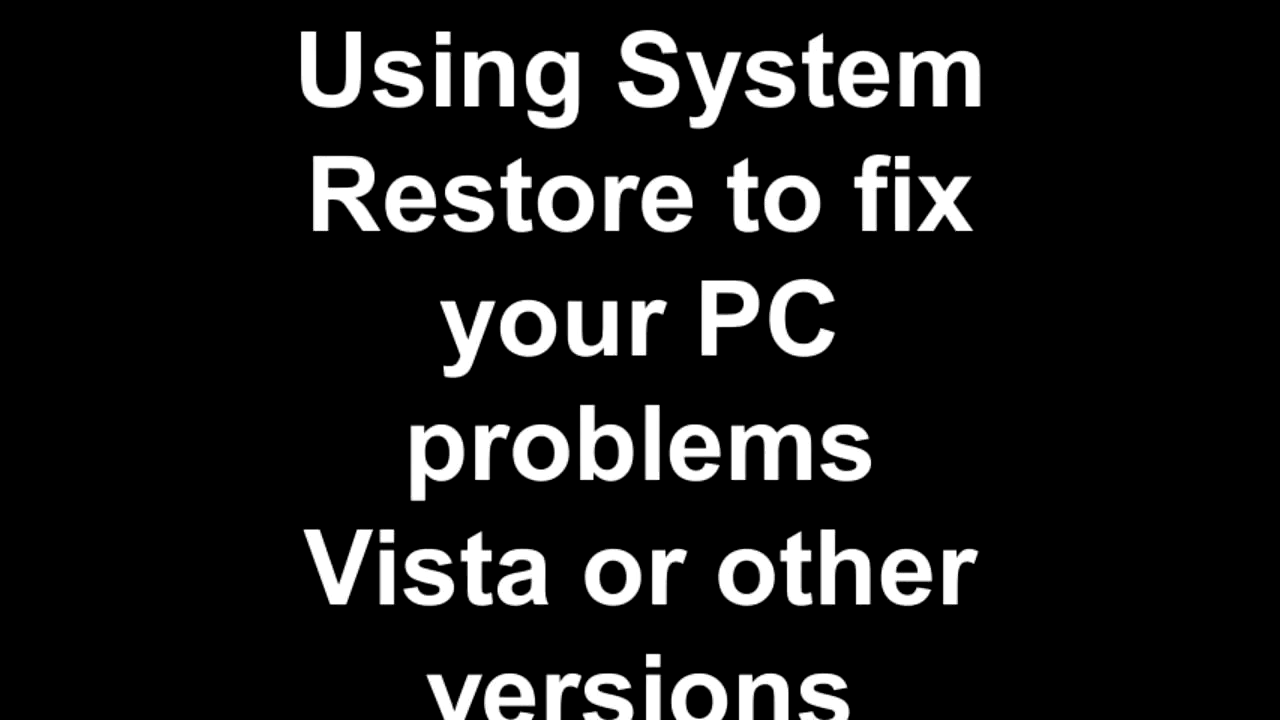 Using System
Restore to fix
your PC
problems
Vista or other
versions